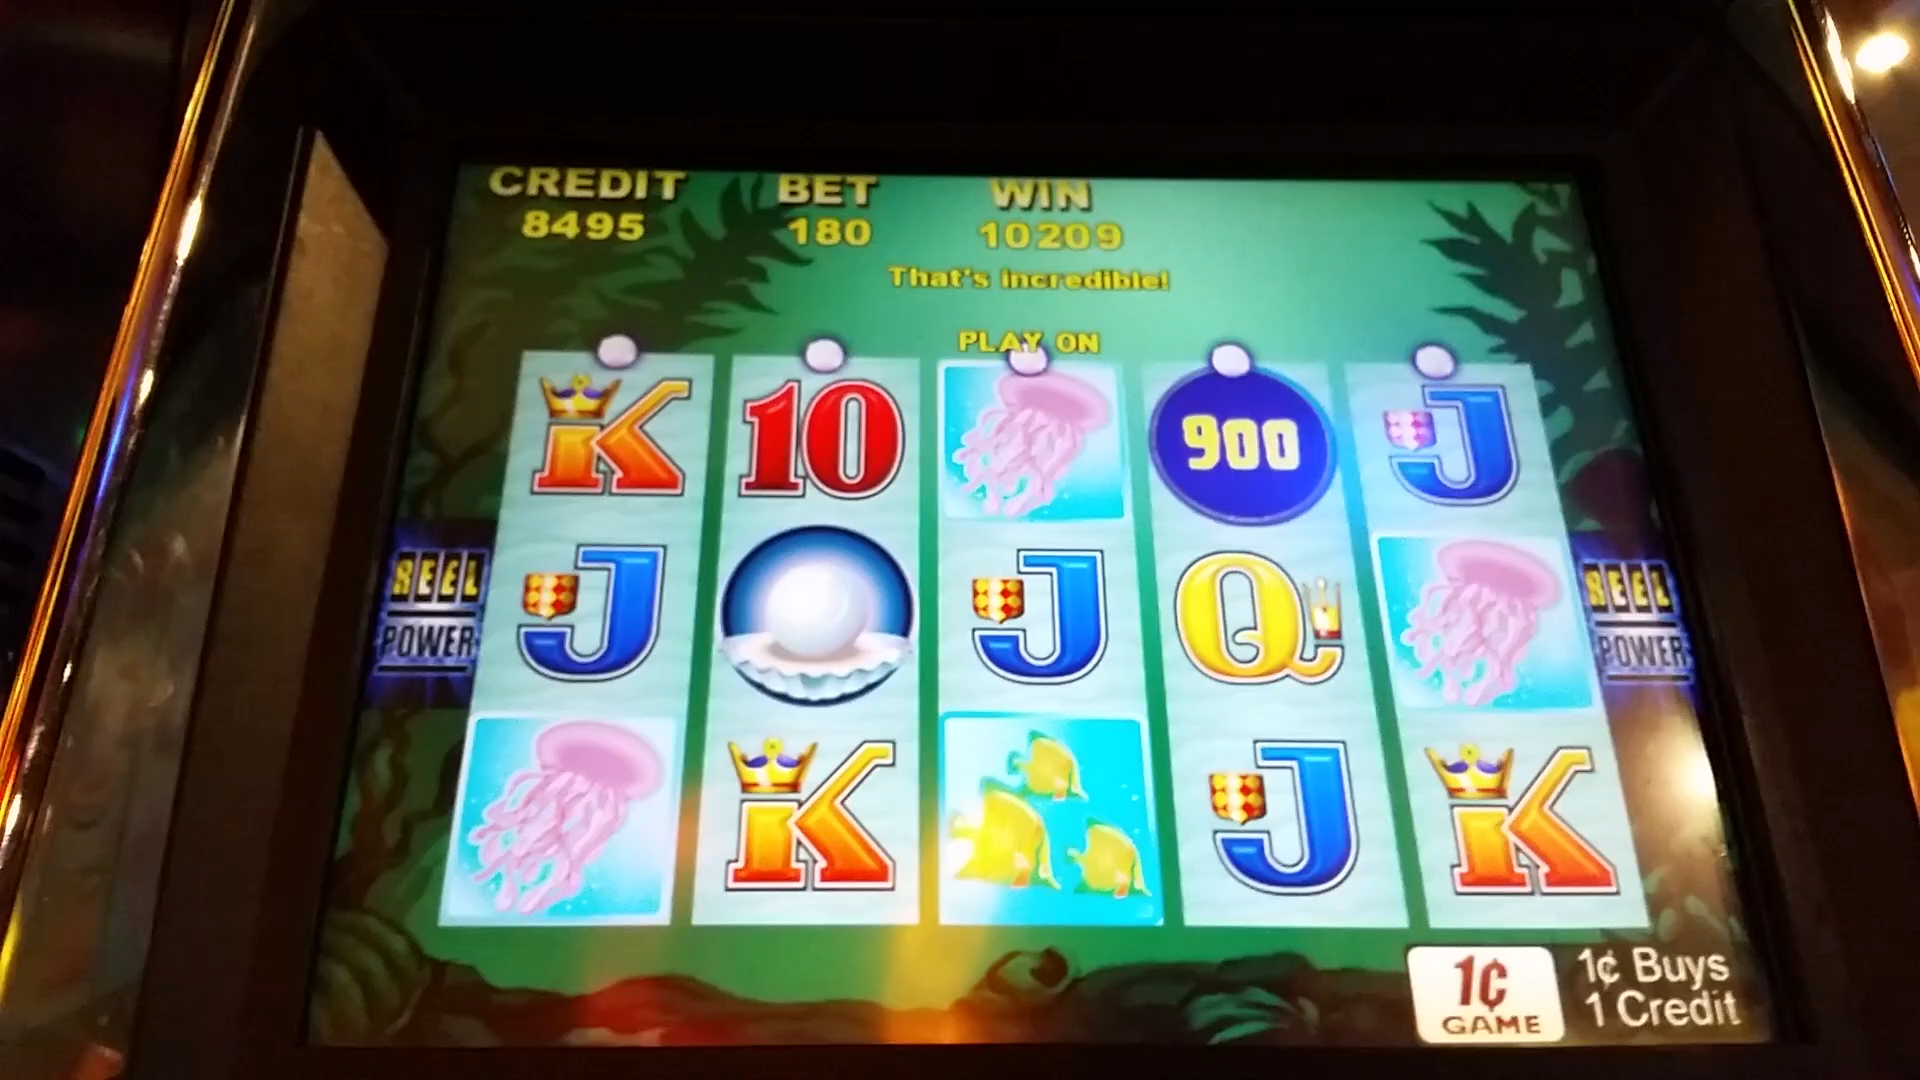 CREDIT BET WIN
8495 180 10209
That's incredible!
PLAY ON
K 10 900 J
REEL POWER J J Q REEL POWER
K J K
1¢ GAME
1¢ Buys
1 Credit